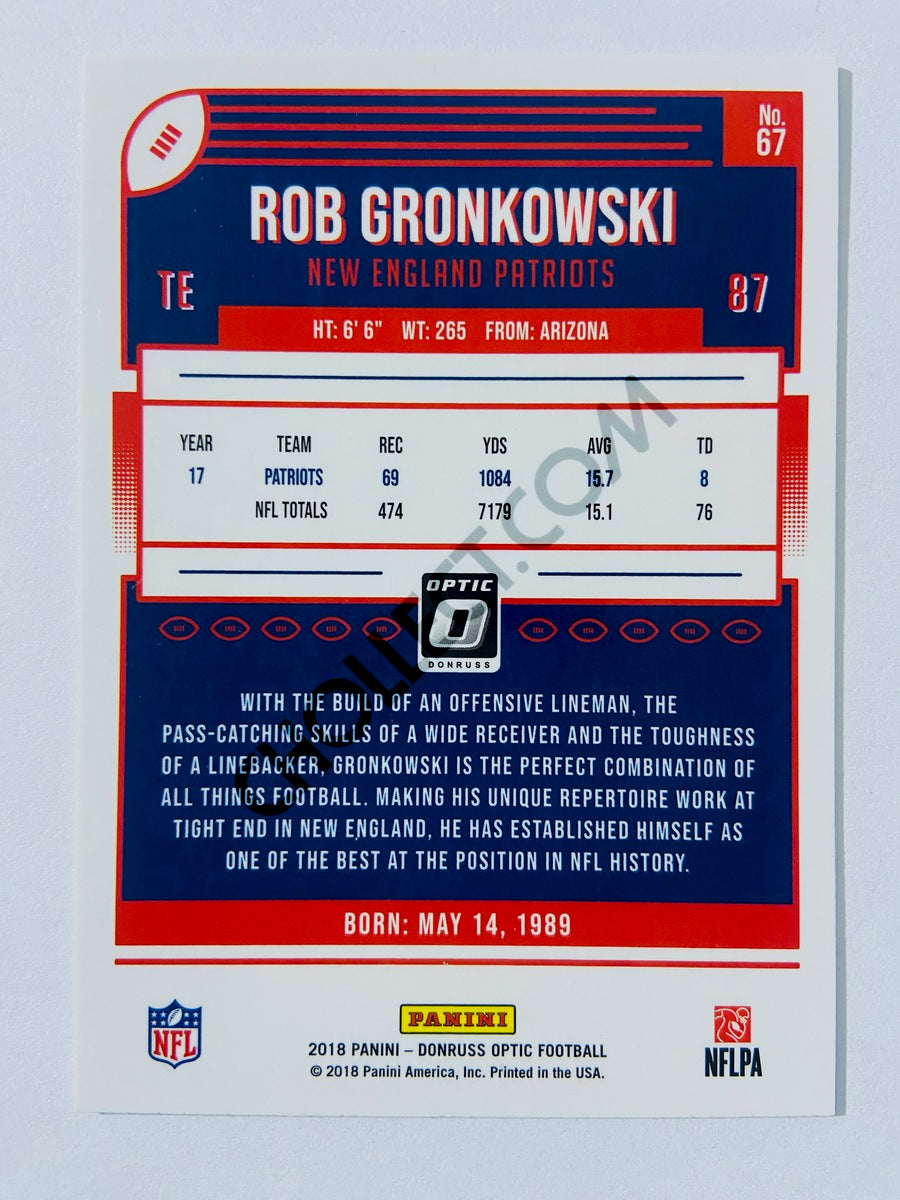 No.
67
ROB GRONKOWSKI
NEW ENGLAND PATRIOTS
TE
87
HT: 6' 6" WT: 265 FROM: ARIZONA
YEAR TEAM REC YDS AVG TD
17 PATRIOTS 69 1084 15.7 8
NFL TOTALS 474 7179 15.1 76
OPTIC
O
DONRUSS
WITH THE BUILD OF AN OFFENSIVE LINEMAN, THE
PASS-CATCHING SKILLS OF A WIDE RECEIVER AND THE TOUGHNESS
OF A LINEBACKER, GRONKOWSKI IS THE PERFECT COMBINATION OF
ALL THINGS FOOTBALL. MAKING HIS UNIQUE REPERTOIRE WORK AT
TIGHT END IN NEW ENGLAND, HE HAS ESTABLISHED HIMSELF AS
ONE OF THE BEST AT THE POSITION IN NFL HISTORY.
BORN: MAY 14, 1989
NFL
PANINI
2018 PANINI – DONRUSS OPTIC FOOTBALL
© 2018 Panini America, Inc. Printed in the USA.
NFLPA